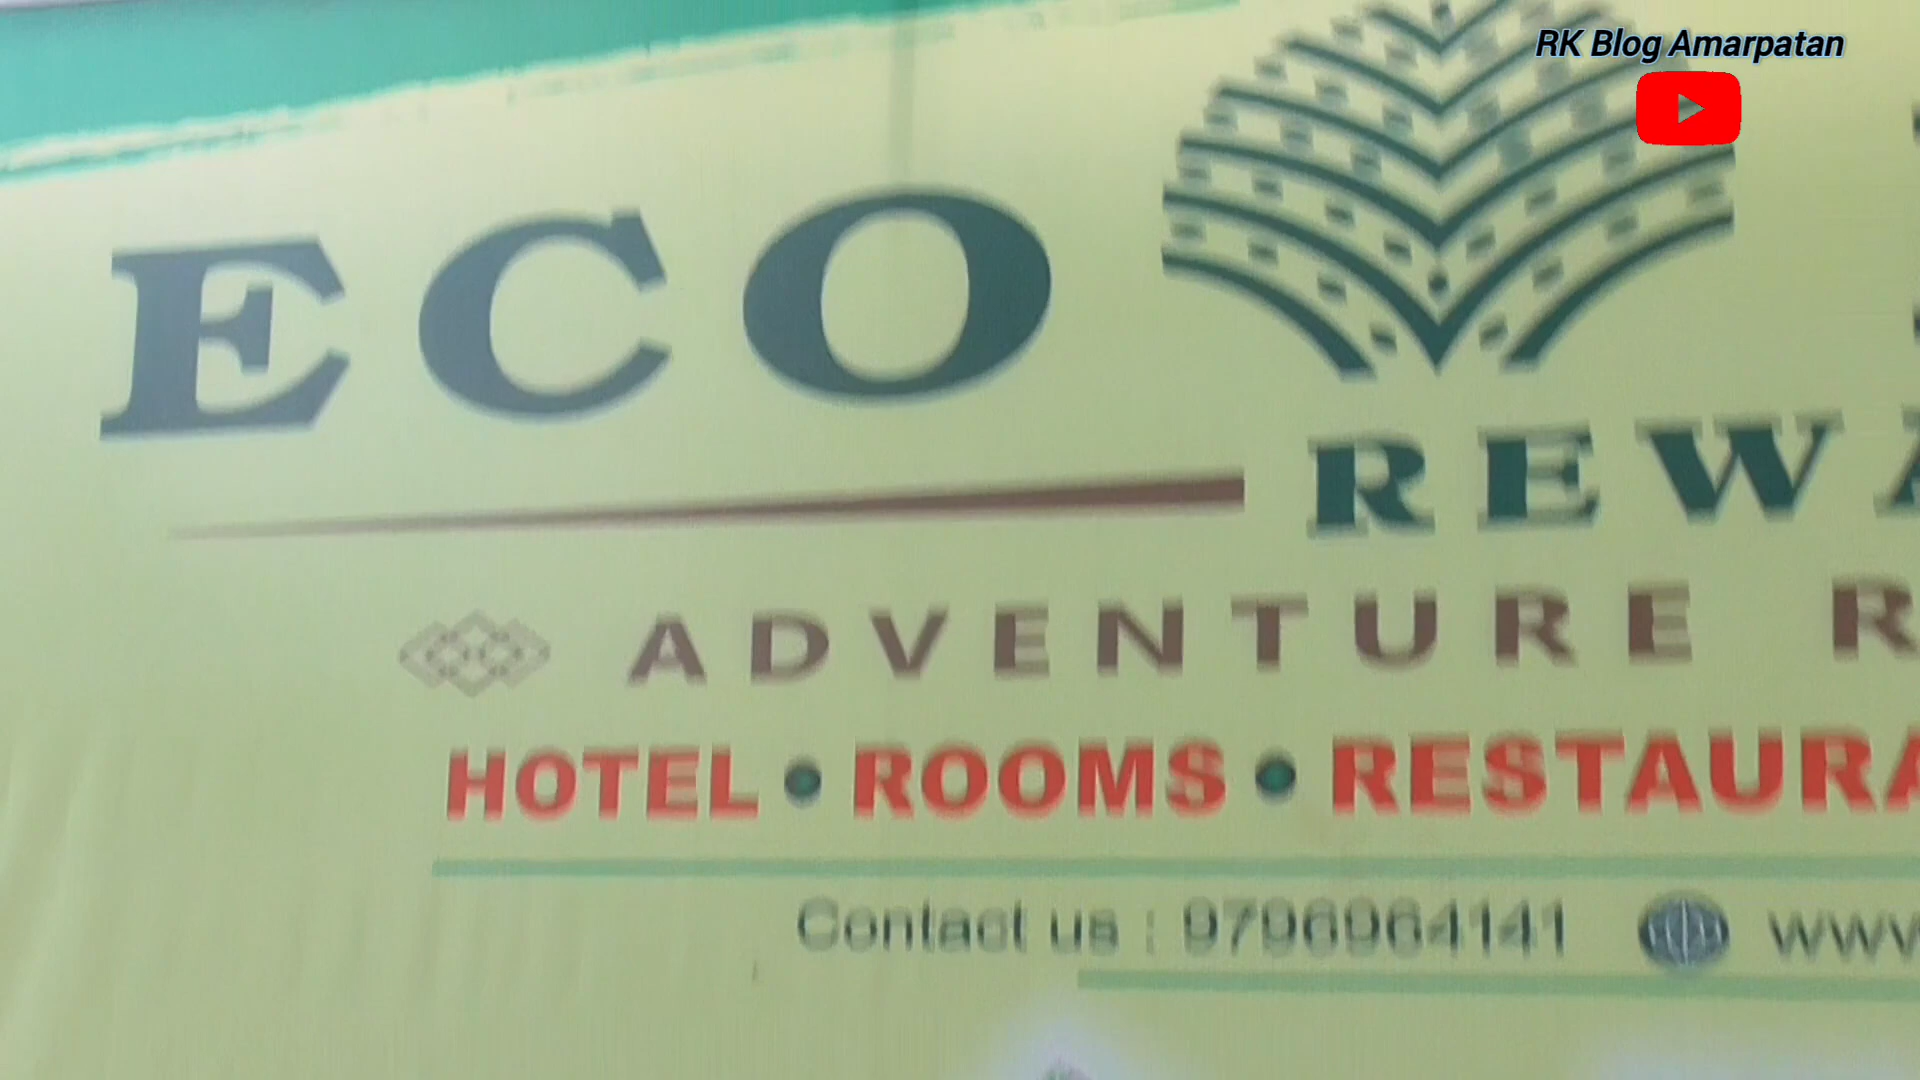 RK Blog Amarpatan
ECO
REWA
ADVENTURE R
HOTEL • ROOMS • RESTAURA
Contact us : 9796964141 www